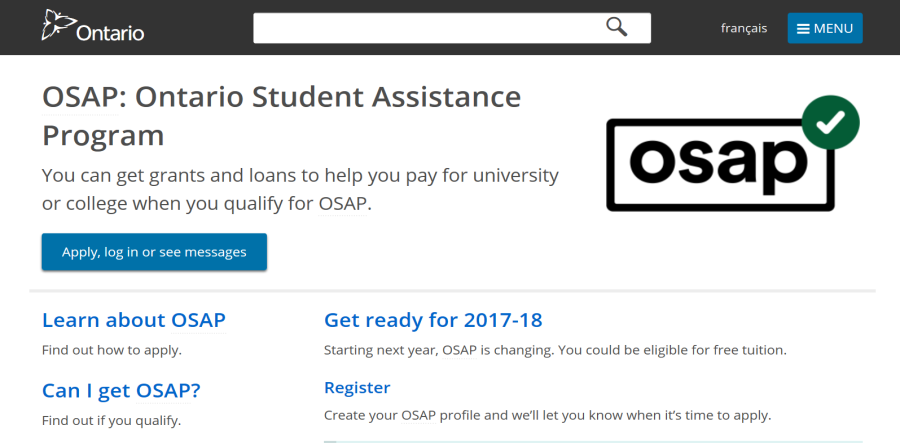 Ontario
français
MENU
OSAP: Ontario Student Assistance
Program
You can get grants and loans to help you pay for university
or college when you qualify for OSAP.
osap
Apply, log in or see messages
Learn about OSAP
Find out how to apply.
Can I get OSAP?
Find out if you qualify.
Get ready for 2017-18
Starting next year, OSAP is changing. You could be eligible for free tuition.
Register
Create your OSAP profile and we’ll let you know when it’s time to apply.